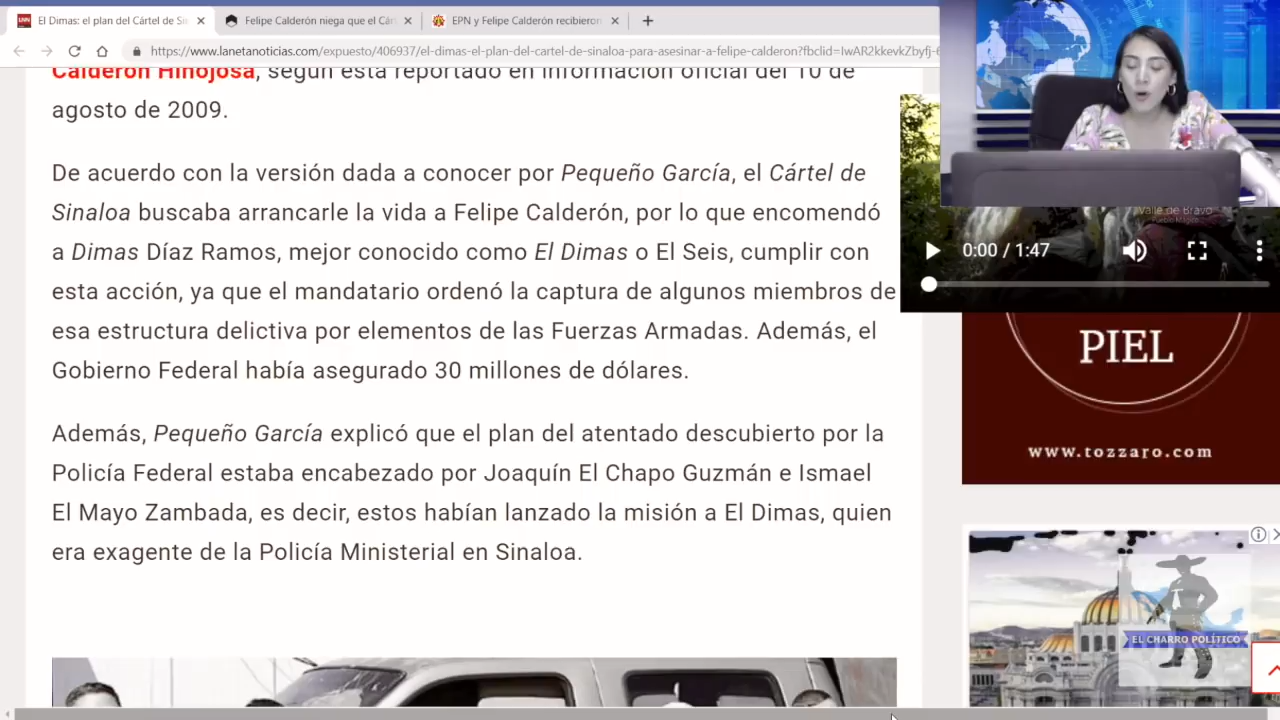 El Dimas: el plan del Cártel de Si
Felipe Calderón niega que el Cár
EPN y Felipe Calderón recibieron
https://www.lanetanoticias.com/expuesto/406937/el-dimas-el-plan-del-cartel-de-sinaloa-para-asesinar-a-felipe-calderon?fbclid=IwAR2kkevkZbyfj-6
Calderón Hinojosa, según está reportado en información oficial del 10 de
agosto de 2009.
De acuerdo con la versión dada a conocer por Pequeño García, el Cártel de
Sinaloa buscaba arrancarle la vida a Felipe Calderón, por lo que encomendó
a Dimas Díaz Ramos, mejor conocido como El Dimas o El Seis, cumplir con
esta acción, ya que el mandatario ordenó la captura de algunos miembros de
esa estructura delictiva por elementos de las Fuerzas Armadas. Además, el
Gobierno Federal había asegurado 30 millones de dólares.
Además, Pequeño García explicó que el plan del atentado descubierto por la
Policía Federal estaba encabezado por Joaquín El Chapo Guzmán e Ismael
El Mayo Zambada, es decir, estos habían lanzado la misión a El Dimas, quien
era exagente de la Policía Ministerial en Sinaloa.
Valle de Bravo
0:00 / 1:47
PIEL
www.tozzaro.com
EL CHARRO POLÍTICO